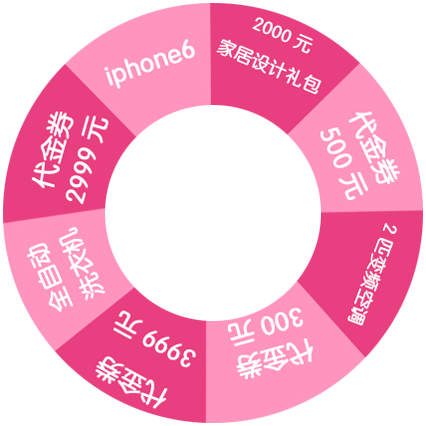 2000 元
家居设计礼包
代金券
500 元
2 匹变频空调
代金券
300 元
代金券
3999 元
全自动
洗衣机
代金券
2999 元
iphone6